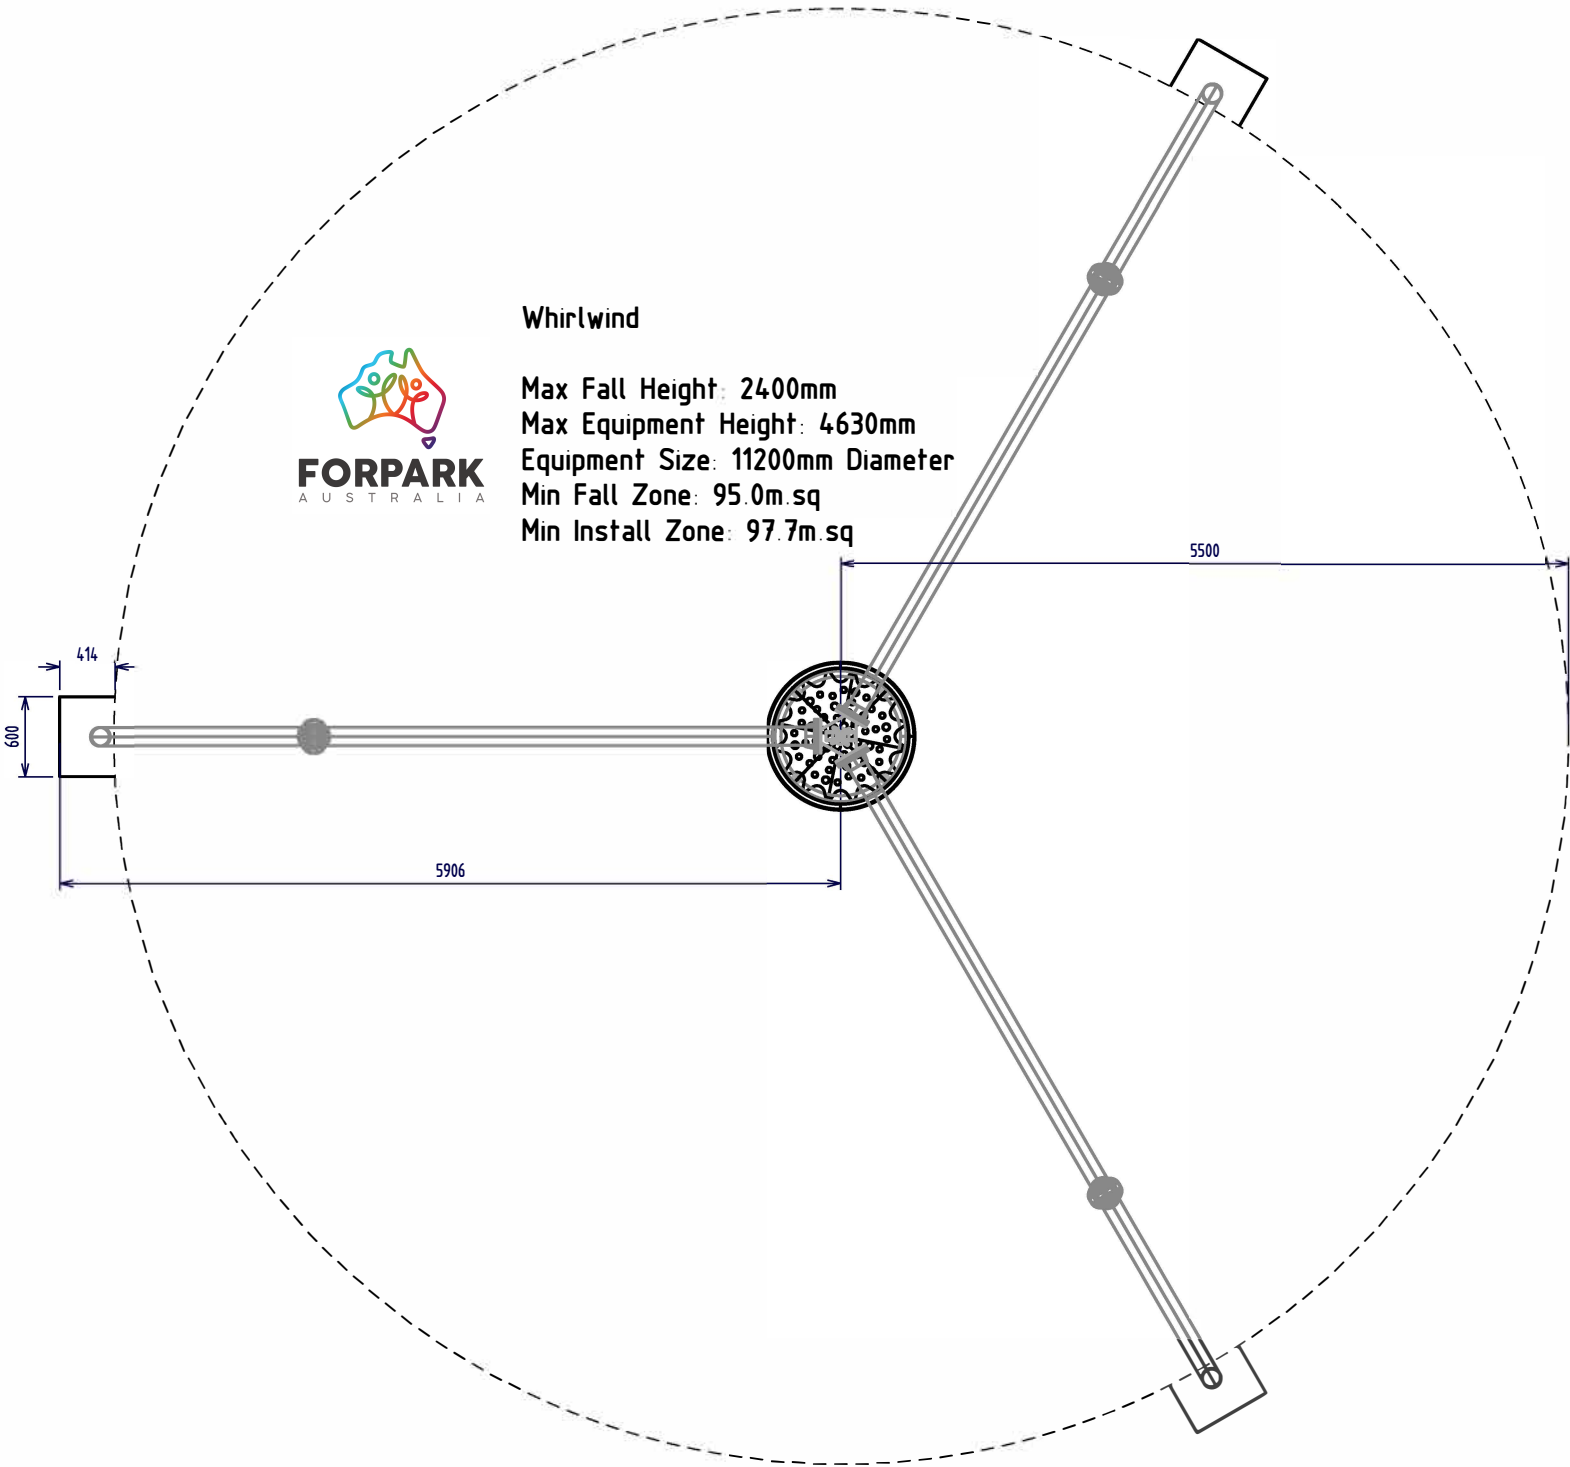 Whirlwind
Max Fall Height: 2400mm
Max Equipment Height: 4630mm
Equipment Size: 11200mm Diameter
Min Fall Zone: 95.0m.sq
Min Install Zone: 97.7m.sq
FORPARK
AUSTRALIA
5500
414
600
5906